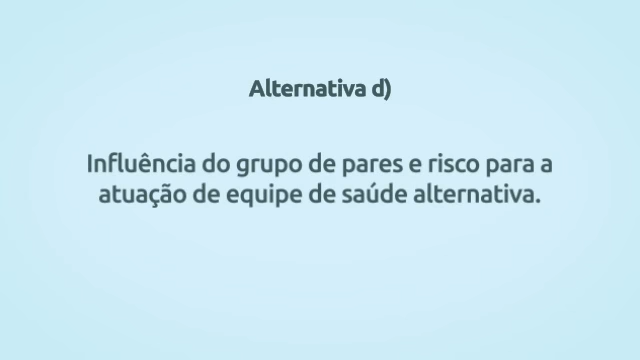 Alternativa d)
Influência do grupo de pares e risco para a
atuação de equipe de saúde alternativa.